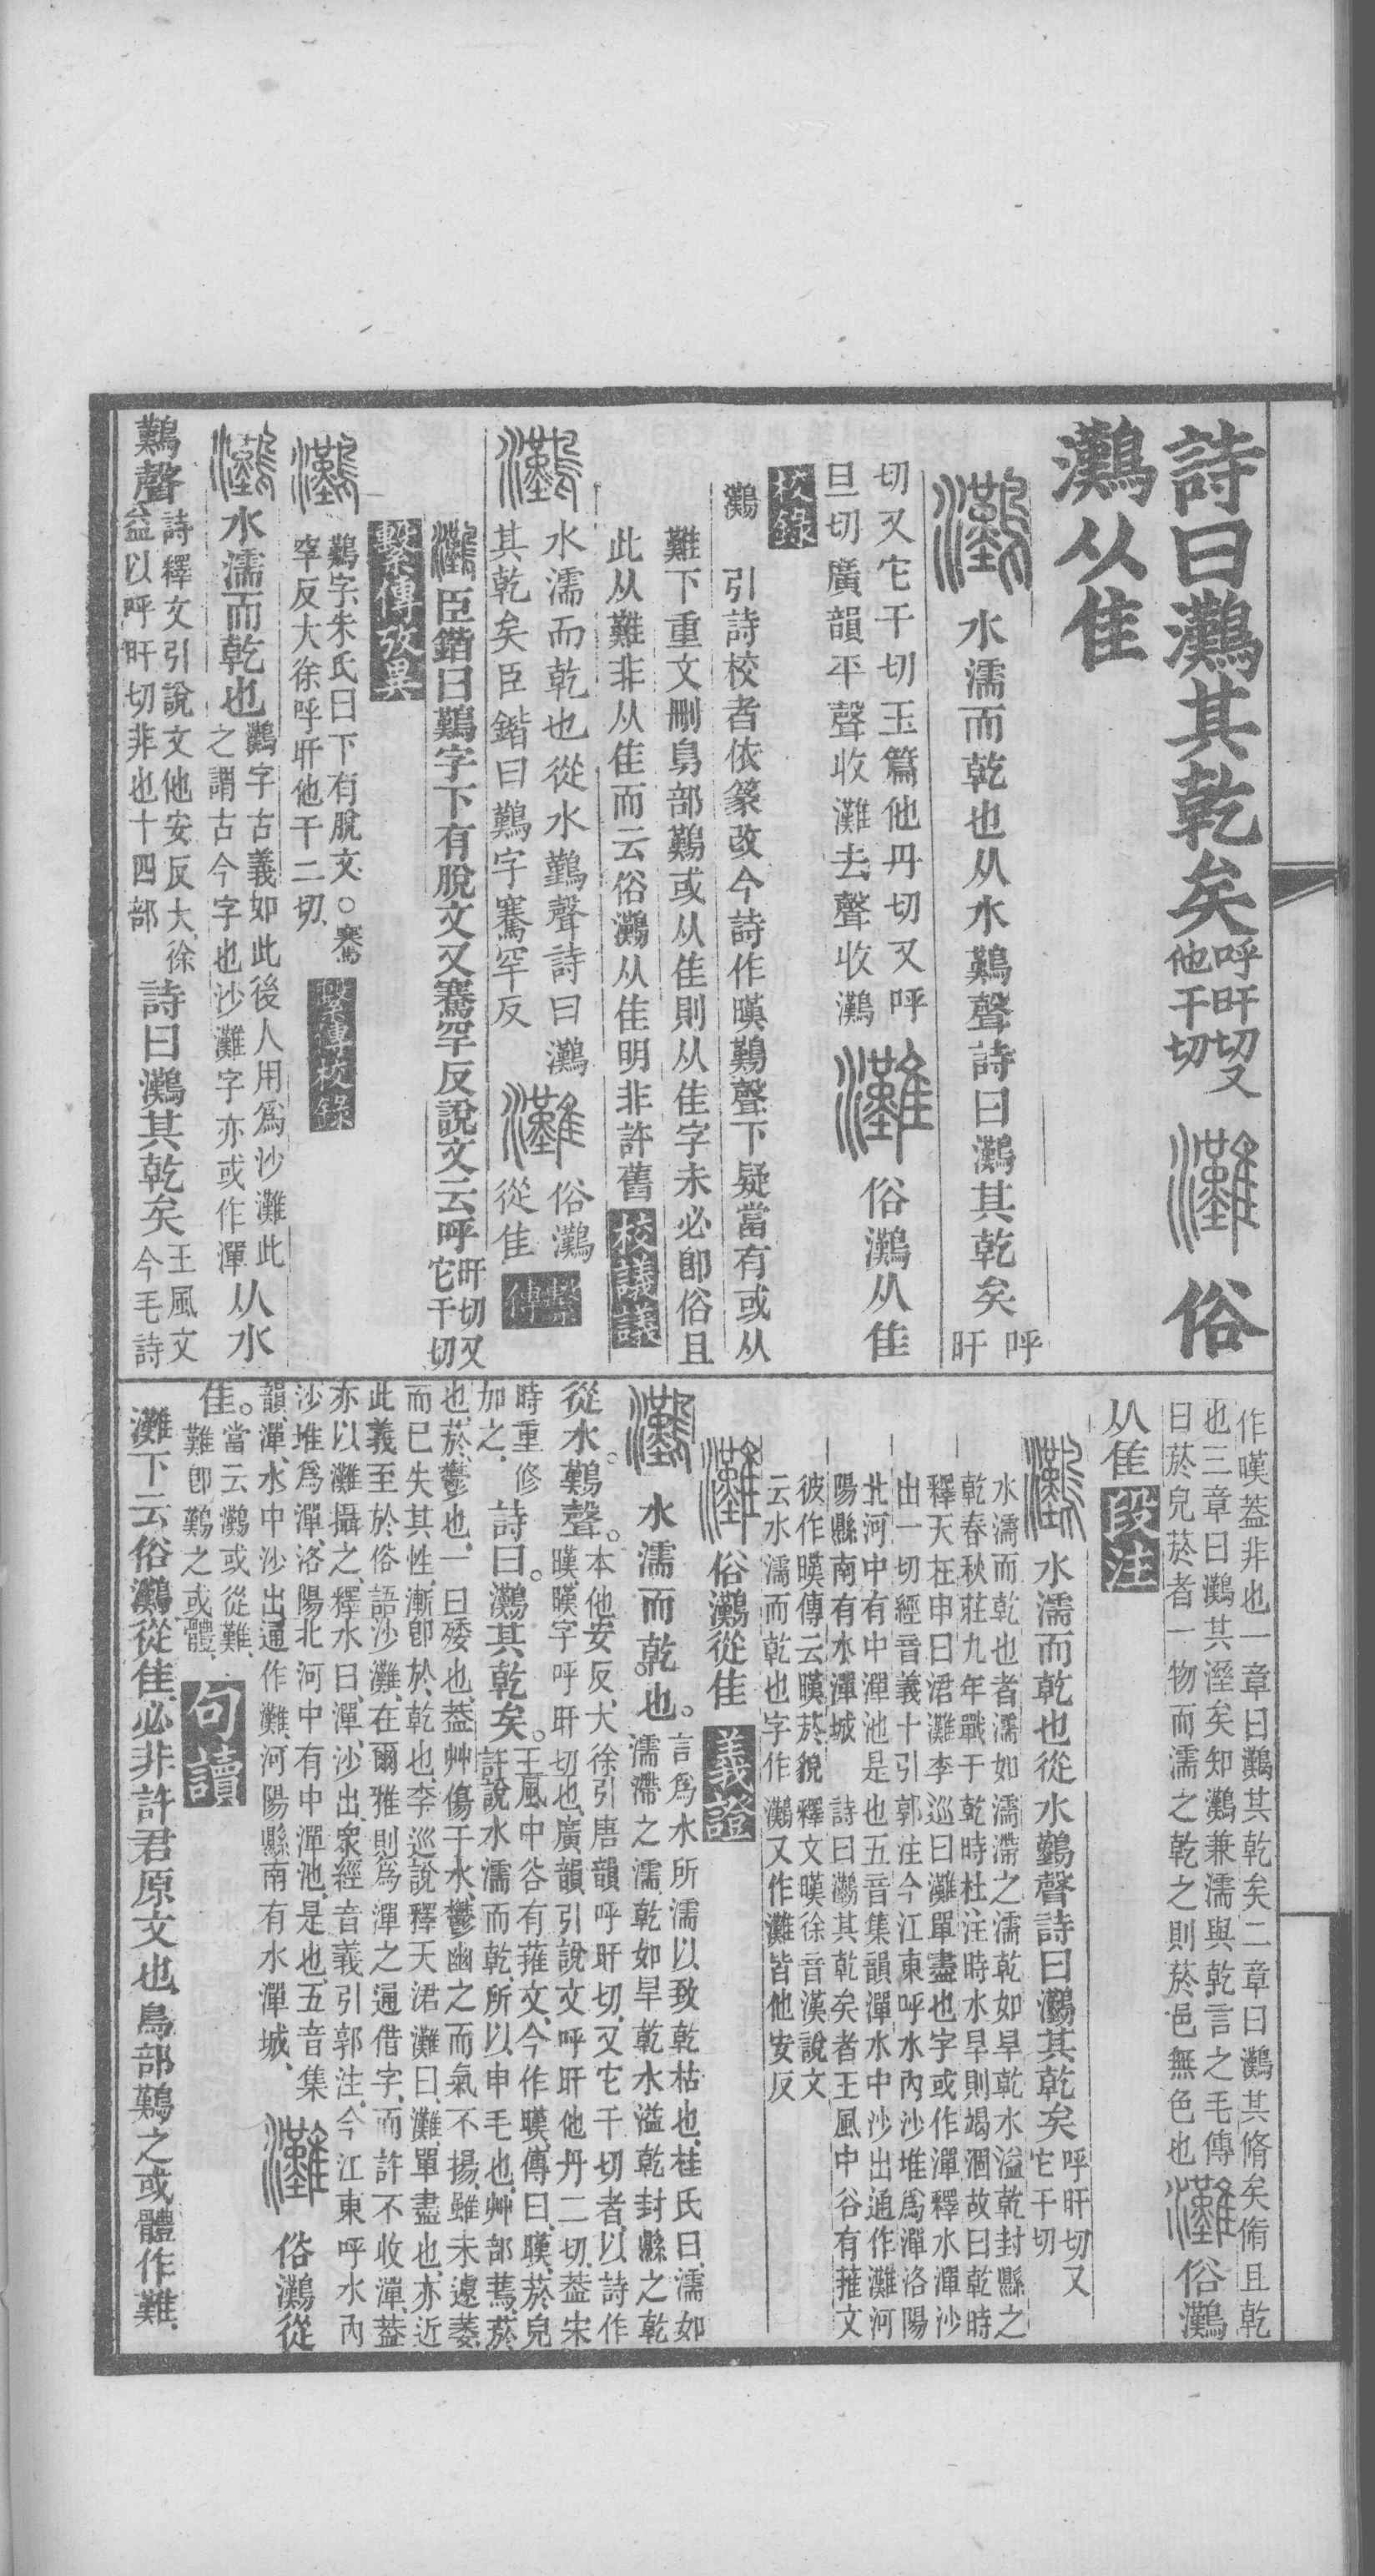 詩曰灘其乾矣呼旰切又他干切灘俗
灘从隹
灘水濡而乾也从水鷬聲詩曰灘其乾矣呼旰
切又它干切玉篇他丹切又呼
旦切廣韻平聲收灘去聲收灘
灘俗灘从隹
校錄
灘引詩校者依篆改今詩作暵鷬聲下疑當有或从
難下重文刪鳥部鷬或从隹則从隹字未必卽俗且
此从難非从隹而云俗灘从隹明非許舊校議議
灘水濡而乾也從水鷬聲詩曰灘
其乾矣臣鍇曰鷬字騫罕反
灘俗灘從隹繫傳
灘臣鍇曰鷬字下有脫文又騫罕反說文云呼旰切又它干切
繫傳攷異
灘鷬字朱氏曰下有脫文○騫
罕反大徐呼旰他干二切繫傳校錄
灘水濡而乾也鷬字古義如此後人用爲沙灘此之謂古今字也沙灘字亦或作潬从水
鷬聲詩釋文引說文他安反大徐益以呼旰切非也十四部詩曰灘其乾矣王風文今毛詩
作暵蓋非也一章曰灘其乾矣二章曰灘其脩矣脩且乾
也三章曰灘其溼矣知灘兼濡與乾言之毛傳
曰菸皃菸者一物而濡之乾之則菸邑無色也灘俗灘
从隹段注
灘水濡而乾也從水鷬聲詩曰灘其乾矣呼旰切又它干切
水濡而乾也者濡如濡滯之濡乾如旱乾水溢乾封縣之
乾春秋莊九年戰于乾時杜注時水旱則竭涸故曰乾時
釋天在申曰涒灘李巡曰灘單盡也字或作潬釋水潬沙
出一切經音義十引郭注今江東呼水內沙堆爲潬洛陽
北河中有中潬池是也五音集韻潬水中沙出通作灘河
陽縣南有水潬城 詩曰灘其乾矣者王風中谷有蓷文
彼作暵傳云暵菸貌釋文暵徐音漢說文
云水濡而乾也字作灘又作灘皆他安反
灘俗灘從隹義證
灘水濡而乾也。言爲水所濡以致乾枯也桂氏曰濡如濡滯之濡乾如旱乾水溢乾封縣之乾
從水。鷬聲。本他安反大徐引唐韻呼旰切又它干切者以詩作暵暵字呼旰切也廣韻引說文呼旰他丹二切蓋宋
時重修加之詩曰。灘其乾矣。王風中谷有蓷文今作暵傳曰暵菸皃許說水濡而乾所以申毛也艸部蔫菸
也菸鬱也一曰殘也蓋艸傷于水鬱幽之而氣不揚雖未遽萎
而已失其性漸卽於乾也李巡說釋天涒灘曰灘單盡也亦近
此義至於俗語沙灘在爾雅則爲潬之通借字而許不收潬蓋
亦以灘攝之釋水曰潬沙出眾經音義引郭注今江東呼水內
沙堆爲潬洛陽北河中有中潬池是也五音集
韻潬水中沙出通作灘河陽縣南有水潬城灘俗灘從
隹。當云灘或從難難卽鷬之或體句讀
灘下云俗灘從隹必非許君原文也鳥部鷬之或體作難